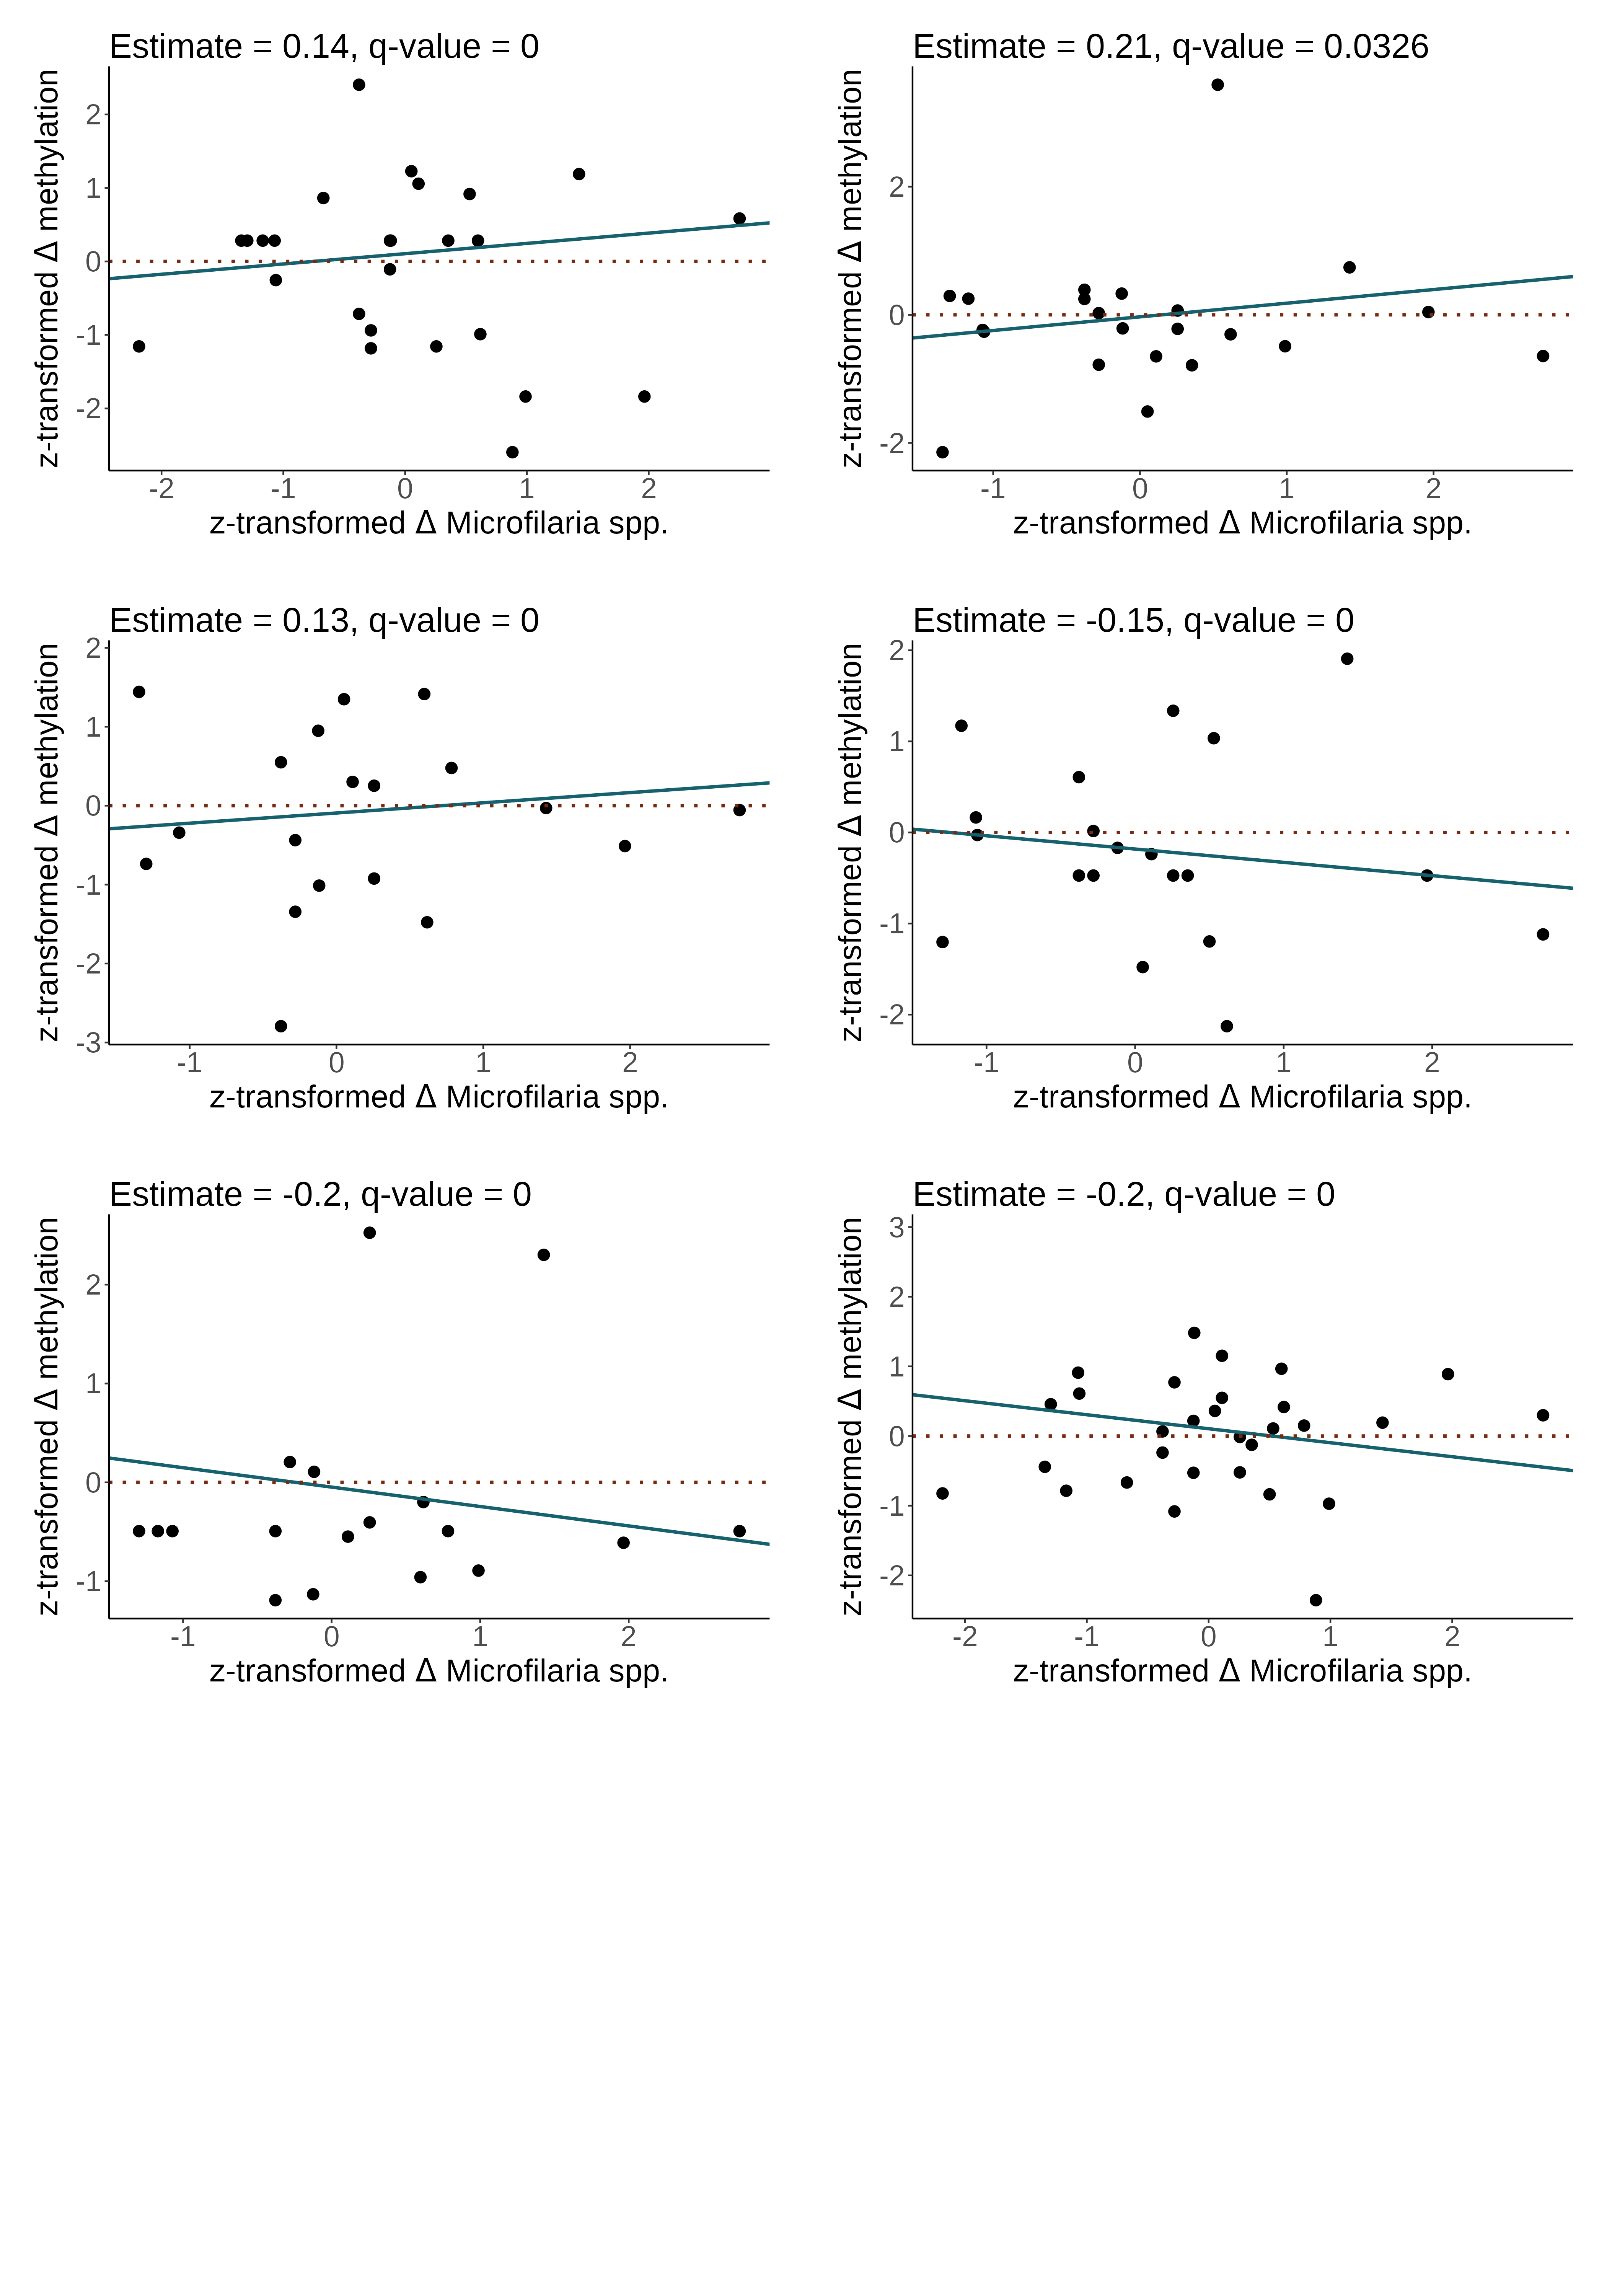 Estimate = 0.14, q-value = 0
z-transformed Δ methylation
2
1
0
-1
-2
-2 -1 0 1 2
z-transformed Δ Microfilaria spp.
Estimate = 0.21, q-value = 0.0326
z-transformed Δ methylation
2
0
-2
-1 0 1 2
z-transformed Δ Microfilaria spp.
Estimate = 0.13, q-value = 0
z-transformed Δ methylation
2
1
0
-1
-2
-3
-1 0 1 2
z-transformed Δ Microfilaria spp.
Estimate = -0.15, q-value = 0
z-transformed Δ methylation
2
1
0
-1
-2
-1 0 1 2
z-transformed Δ Microfilaria spp.
Estimate = -0.2, q-value = 0
z-transformed Δ methylation
2
1
0
-1
-1 0 1 2
z-transformed Δ Microfilaria spp.
Estimate = -0.2, q-value = 0
z-transformed Δ methylation
3
2
1
0
-1
-2
-2 -1 0 1 2
z-transformed Δ Microfilaria spp.